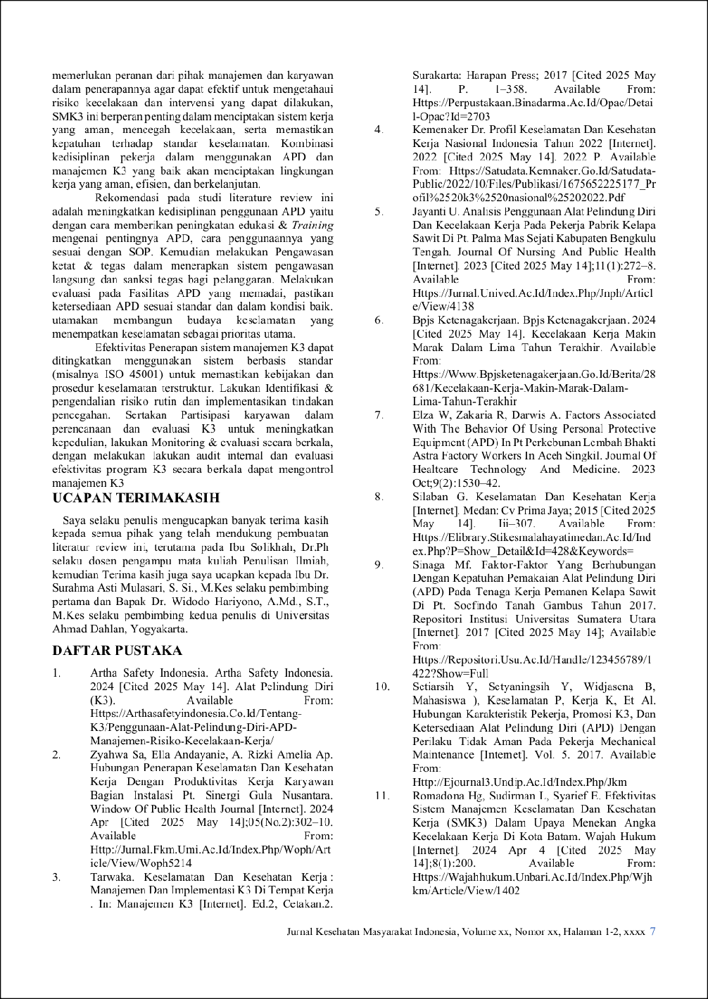 memerlukan peranan dari pihak manajemen dan karyawan
dalam penerapannya agar dapat efektif untuk mengetahaui
risiko kecelakaan dan intervensi yang dapat dilakukan,
SMK3 ini berperan penting dalam menciptakan sistem kerja
yang aman, mencegah kecelakaan, serta memastikan
kepatuhan terhadap standar keselamatan. Kombinasi
kedisiplinan pekerja dalam menggunakan APD dan
manajemen K3 yang baik akan menciptakan lingkungan
kerja yang aman, efisien, dan berkelanjutan.
Rekomendasi pada studi literature review ini
adalah meningkatkan kedisiplinan penggunaan APD yaitu
dengan cara memberikan peningkatan edukasi & Training
mengenai pentingnya APD, cara penggunaannya yang
sesuai dengan SOP. Kemudian melakukan Pengawasan
ketat & tegas dalam menerapkan sistem pengawasan
langsung dan sanksi tegas bagi pelanggaran. Melakukan
evaluasi pada Fasilitas APD yang memadai, pastikan
ketersediaan APD sesuai standar dan dalam kondisi baik.
utamakan membangun budaya keselamatan yang
menempatkan keselamatan sebagai prioritas utama.
Efektivitas Penerapan sistem manajemen K3 dapat
ditingkatkan menggunakan sistem berbasis standar
(misalnya ISO 45001) untuk memastikan kebijakan dan
prosedur keselamatan terstruktur. Lakukan Identifikasi &
pengendalian risiko rutin dan implementasikan tindakan
pencegahan. Sertakan Partisipasi karyawan dalam
perencanaan dan evaluasi K3 untuk meningkatkan
kepedulian, lakukan Monitoring & evaluasi secara berkala,
dengan melakukan lakukan audit internal dan evaluasi
efektivitas program K3 secara berkala dapat mengontrol
manajemen K3
UCAPAN TERIMAKASIH
Saya selaku penulis mengucapkan banyak terima kasih
kepada semua pihak yang telah mendukung pembuatan
literatur review ini, terutama pada Ibu Solikhah, Dr.Ph
selaku dosen pengampu mata kuliah Penulisan Ilmiah,
kemudian Terima kasih juga saya ucapkan kepada Ibu Dr.
Surahma Asti Mulasari, S. Si., M.Kes selaku pembimbing
pertama dan Bapak Dr. Widodo Hariyono, A.Md., S.T.,
M.Kes selaku pembimbing kedua penulis di Universitas
Ahmad Dahlan, Yogyakarta.
DAFTAR PUSTAKA
1. Artha Safety Indonesia. Artha Safety Indonesia.
2024 [Cited 2025 May 14]. Alat Pelindung Diri
(K3). Available From:
Https://Arthasafetyindonesia.Co.Id/Tentang-
K3/Penggunaan-Alat-Pelindung-Diri-APD-
Manajemen-Risiko-Kecelakaan-Kerja/
2. Zyahwa Sa, Ella Andayanie, A. Rizki Amelia Ap.
Hubungan Penerapan Keselamatan Dan Kesehatan
Kerja Dengan Produktivitas Kerja Karyawan
Bagian Instalasi Pt. Sinergi Gula Nusantara.
Window Of Public Health Journal [Internet]. 2024
Apr [Cited 2025 May 14];05(No.2):302–10.
Available From:
Http://Jurnal.Fkm.Umi.Ac.Id/Index.Php/Woph/Art
icle/View/Woph5214
3. Tarwaka. Keselamatan Dan Kesehatan Kerja :
Manajemen Dan Implementasi K3 Di Tempat Kerja
. In: Manajemen K3 [Internet]. Ed.2, Cetakan.2.
Surakarta: Harapan Press; 2017 [Cited 2025 May
14]. P. 1–358. Available From:
Https://Perpustakaan.Binadarma.Ac.Id/Opac/Detai
l-Opac?Id=2703
4. Kemenaker Dr. Profil Keselamatan Dan Kesehatan
Kerja Nasional Indonesia Tahun 2022 [Internet].
2022 [Cited 2025 May 14]. 2022 P. Available
From: Https://Satudata.Kemnaker.Go.Id/Satudata-
Public/2022/10/Files/Publikasi/1675652225177_Pr
ofil%2520k3%2520nasional%25202022.Pdf
5. Jayanti U. Analisis Penggunaan Alat Pelindung Diri
Dan Kecelakaan Kerja Pada Pekerja Pabrik Kelapa
Sawit Di Pt. Palma Mas Sejati Kabupaten Bengkulu
Tengah. Journal Of Nursing And Public Health
[Internet]. 2023 [Cited 2025 May 14];11(1):272–8.
Available From:
Https://Jurnal.Unived.Ac.Id/Index.Php/Jnph/Articl
e/View/4138
6. Bpjs Ketenagakerjaan. Bpjs Ketenagakerjaan. 2024
[Cited 2025 May 14]. Kecelakaan Kerja Makin
Marak Dalam Lima Tahun Terakhir. Available
From:
Https://Www.Bpjsketenagakerjaan.Go.Id/Berita/28
681/Kecelakaan-Kerja-Makin-Marak-Dalam-
Lima-Tahun-Terakhir
7. Elza W, Zakaria R, Darwis A. Factors Associated
With The Behavior Of Using Personal Protective
Equipment (APD) In Pt Perkebunan Lembah Bhakti
Astra Factory Workers In Aceh Singkil. Journal Of
Healtcare Technology And Medicine. 2023
Oct;9(2):1530–42.
8. Silaban G. Keselamatan Dan Kesehatan Kerja
[Internet]. Medan: Cv Prima Jaya; 2015 [Cited 2025
May 14]. Iii–307. Available From:
Https://Elibrary.Stikesmalahayatimedan.Ac.Id/Ind
ex.Php?P=Show_Detail&Id=428&Keywords=
9. Sinaga Mf. Faktor-Faktor Yang Berhubungan
Dengan Kepatuhan Pemakaian Alat Pelindung Diri
(APD) Pada Tenaga Kerja Pemanen Kelapa Sawit
Di Pt. Socfindo Tanah Gambus Tahun 2017.
Repositori Institusi Universitas Sumatera Utara
[Internet]. 2017 [Cited 2025 May 14]; Available
From:
Https://Repositori.Usu.Ac.Id/Handle/123456789/1
422?Show=Full
10. Setiarsih Y, Setyaningsih Y, Widjasena B,
Mahasiswa ), Keselamatan P, Kerja K, Et Al.
Hubungan Karakteristik Pekerja, Promosi K3, Dan
Ketersediaan Alat Pelindung Diri (APD) Dengan
Perilaku Tidak Aman Pada Pekerja Mechanical
Maintenance [Internet]. Vol. 5. 2017. Available
From:
Http://Ejournal3.Undip.Ac.Id/Index.Php/Jkm
11. Romadona Hg, Sudirman L, Syarief E. Efektivitas
Sistem Manajemen Keselamatan Dan Kesehatan
Kerja (SMK3) Dalam Upaya Menekan Angka
Kecelakaan Kerja Di Kota Batam. Wajah Hukum
[Internet]. 2024 Apr 4 [Cited 2025 May
14];8(1):200. Available From:
Https://Wajahhukum.Unbari.Ac.Id/Index.Php/Wjh
km/Article/View/1402
Jurnal Kesehatan Masyarakat Indonesia, Volume xx, Nomor xx, Halaman 1-2, xxxx 7